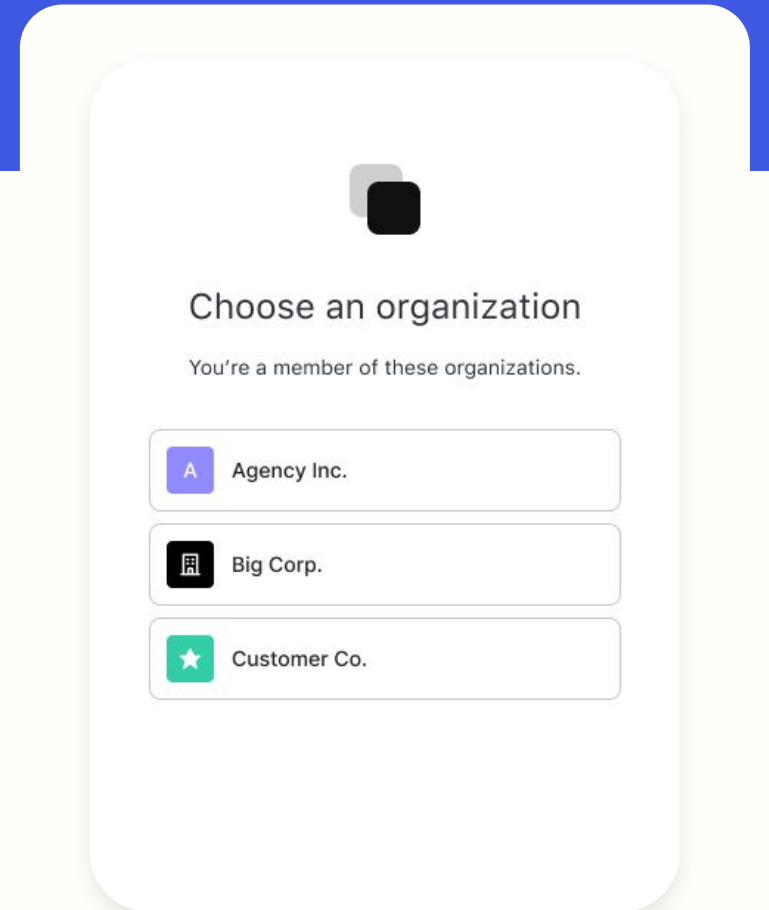 Choose an organization
You’re a member of these organizations.
A Agency Inc.
Big Corp.
Customer Co.